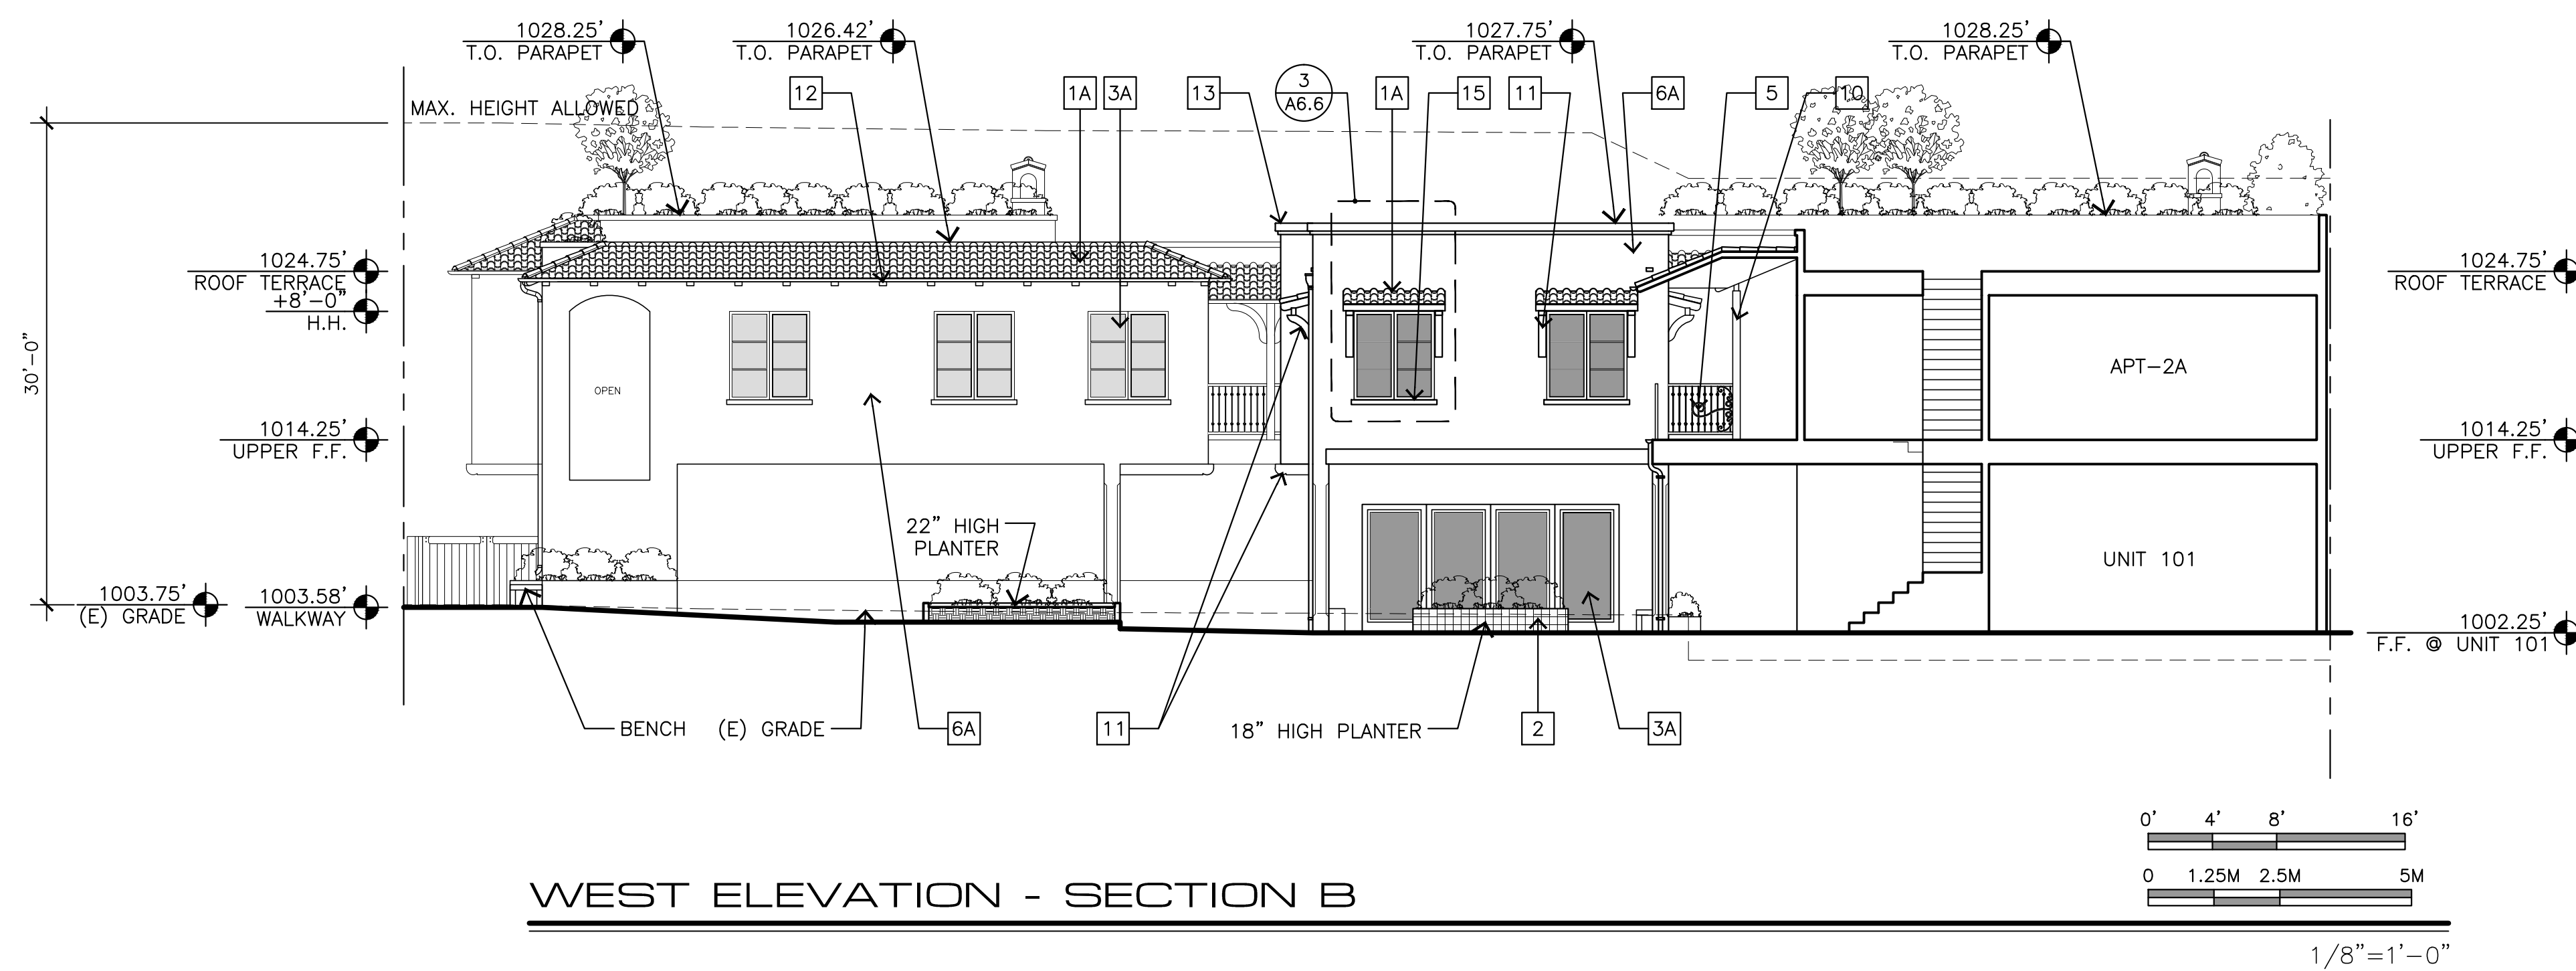 1028.25'
T.O. PARAPET
1026.42'
T.O. PARAPET
1027.75'
T.O. PARAPET
1028.25'
T.O. PARAPET
12
1A
3A
13
3
A6.6
1A
15
11
6A
5
10
MAX. HEIGHT ALLOWED
30'-0"
1024.75'
ROOF TERRACE
+8'-0"
H.H.
1014.25'
UPPER F.F.
1003.75'
(E) GRADE
1003.58'
WALKWAY
OPEN
22" HIGH
PLANTER
APT-2A
UNIT 101
1024.75'
ROOF TERRACE
1014.25'
UPPER F.F.
1002.25'
F.F. @ UNIT 101
BENCH
(E) GRADE
6A
11
18" HIGH PLANTER
2
3A
0' 4' 8' 16'
0 1.25M 2.5M 5M
WEST ELEVATION - SECTION B
1/8"=1'-0"